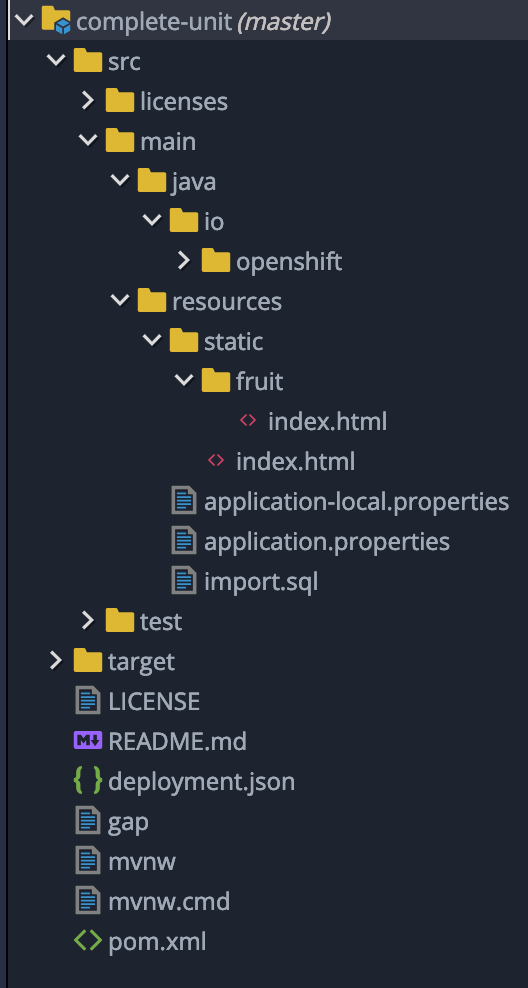 complete-unit (master)
src
licenses
main
java
io
openshift
resources
static
fruit
index.html
index.html
application-local.properties
application.properties
import.sql
test
target
LICENSE
README.md
deployment.json
gap
mvnw
mvnw.cmd
pom.xml